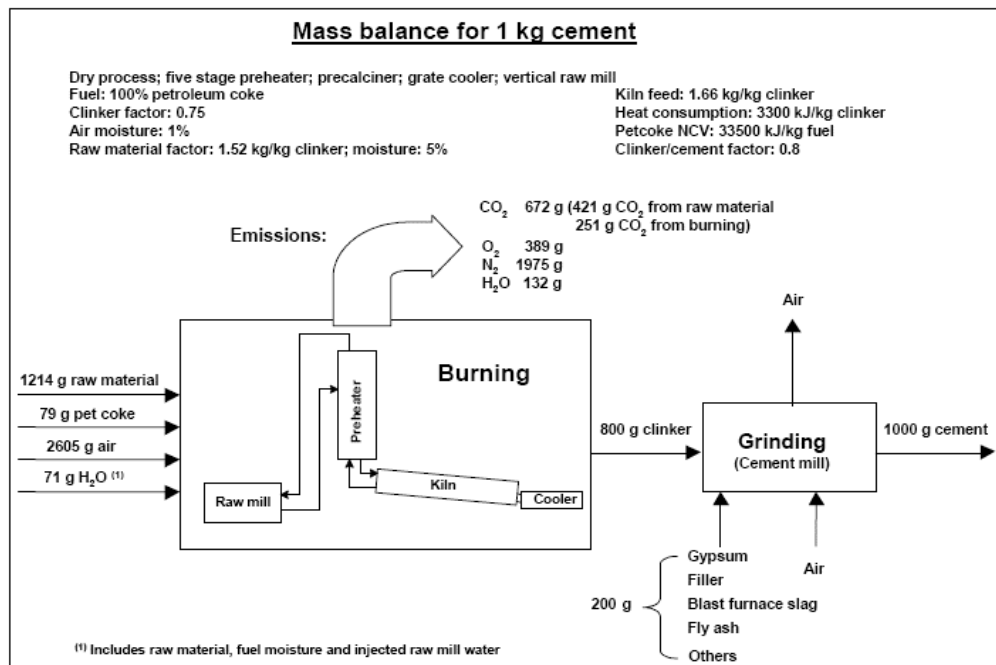 Mass balance for 1 kg cement
Dry process; five stage preheater; precalciner; grate cooler; vertical raw mill
Fuel: 100% petroleum coke
Clinker factor: 0.75
Air moisture: 1%
Raw material factor: 1.52 kg/kg clinker; moisture: 5%
Kiln feed: 1.66 kg/kg clinker
Heat consumption: 3300 kJ/kg clinker
Petcoke NCV: 33500 kJ/kg fuel
Clinker/cement factor: 0.8
Emissions:
CO₂ 672 g (421 g CO₂ from raw material
251 g CO₂ from burning)
O₂ 389 g
N₂ 1975 g
H₂O 132 g
1214 g raw material
79 g pet coke
2605 g air
71 g H₂O ⁽¹⁾
Burning
Preheater
Raw mill
Kiln
Cooler
800 g clinker
Air
Grinding
(Cement mill)
1000 g cement
200 g
Gypsum
Filler
Blast furnace slag
Fly ash
Others
Air
⁽¹⁾ Includes raw material, fuel moisture and injected raw mill water